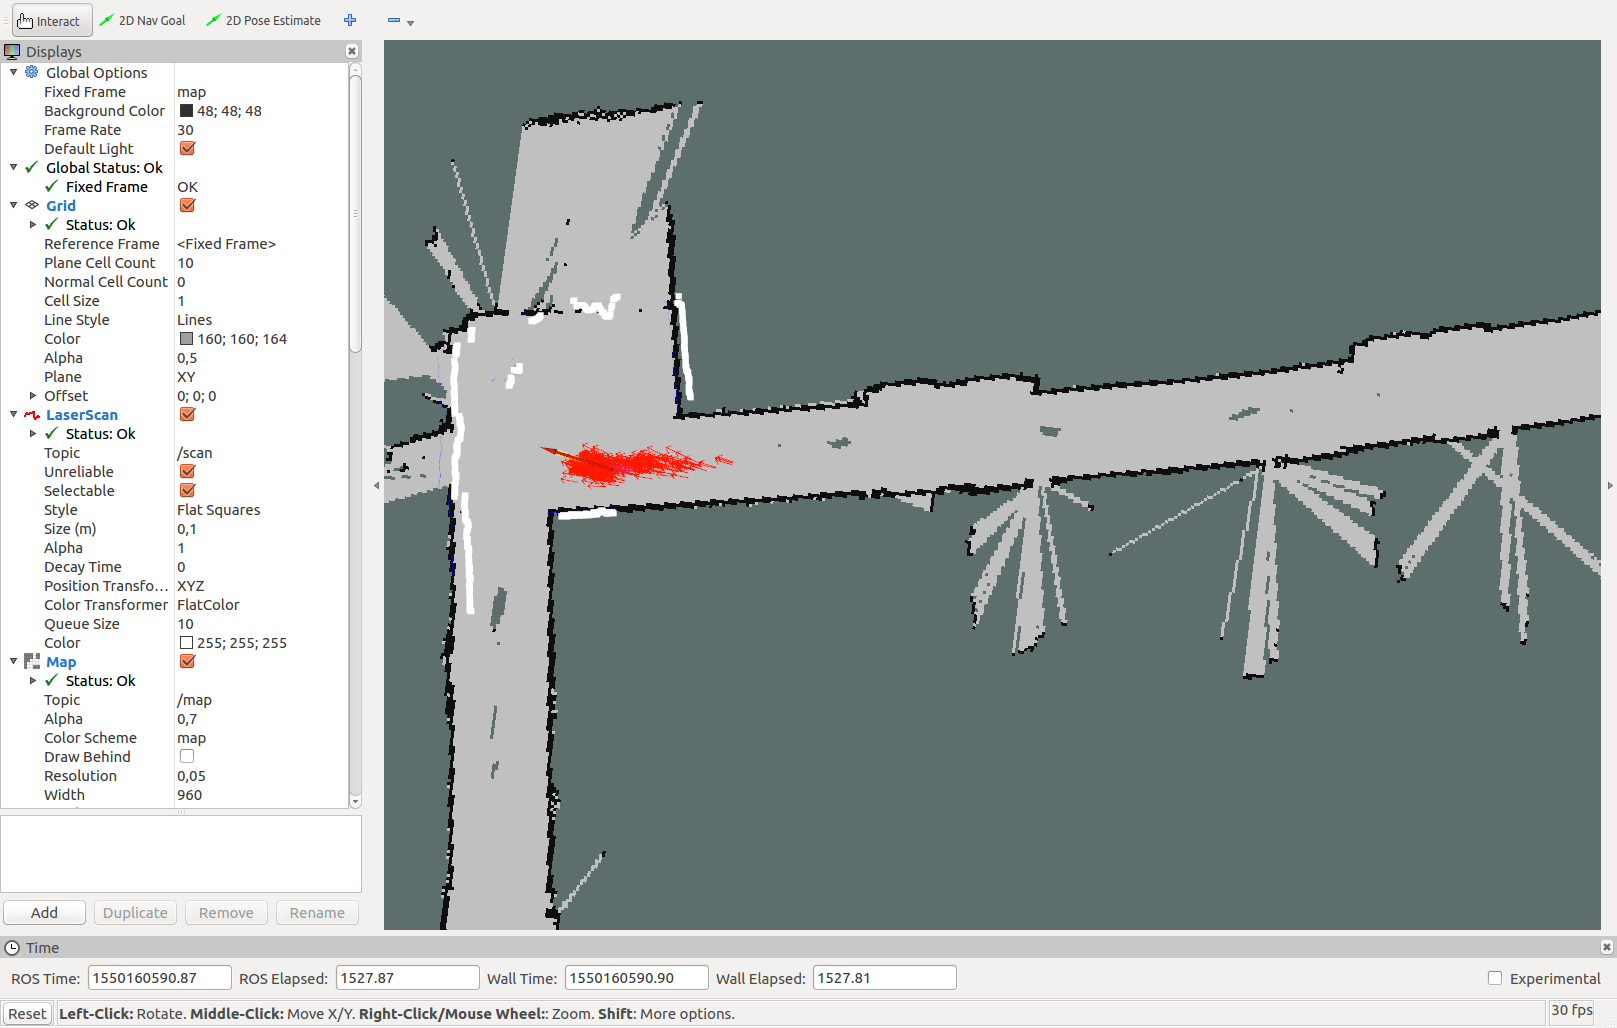 Interact 2D Nav Goal 2D Pose Estimate
Displays
Global Options
Fixed Frame map
Background Color 48; 48; 48
Frame Rate 30
Default Light
Global Status: Ok
Fixed Frame OK
Grid
Status: Ok
Reference Frame <Fixed Frame>
Plane Cell Count 10
Normal Cell Count 0
Cell Size 1
Line Style Lines
Color 160; 160; 164
Alpha 0,5
Plane XY
Offset 0; 0; 0
LaserScan
Status: Ok
Topic /scan
Unreliable
Selectable
Style Flat Squares
Size (m) 0,1
Alpha 1
Decay Time 0
Position Transfo... XYZ
Color Transformer FlatColor
Queue Size 10
Color 255; 255; 255
Map
Status: Ok
Topic /map
Alpha 0,7
Color Scheme map
Draw Behind
Resolution 0,05
Width 960
Add Duplicate Remove Rename
Time
ROS Time: 1550160590.87 ROS Elapsed: 1527.87 Wall Time: 1550160590.90 Wall Elapsed: 1527.81 Experimental
Reset Left-Click: Rotate. Middle-Click: Move X/Y. Right-Click/Mouse Wheel:: Zoom. Shift: More options. 30 fps